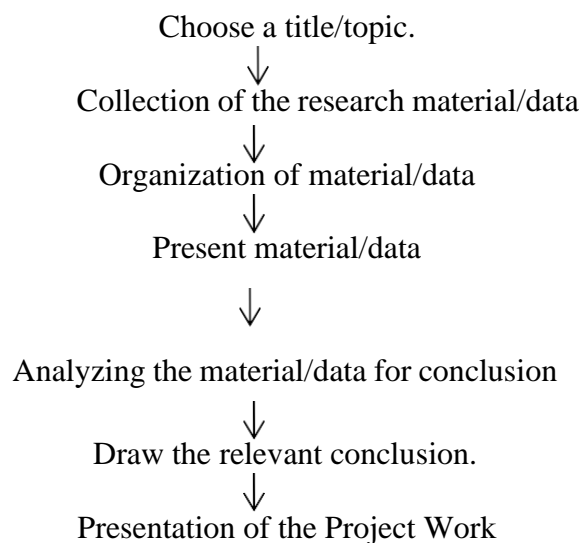 Choose a title/topic.
Collection of the research material/data
Organization of material/data
Present material/data
Analyzing the material/data for conclusion
Draw the relevant conclusion.
Presentation of the Project Work